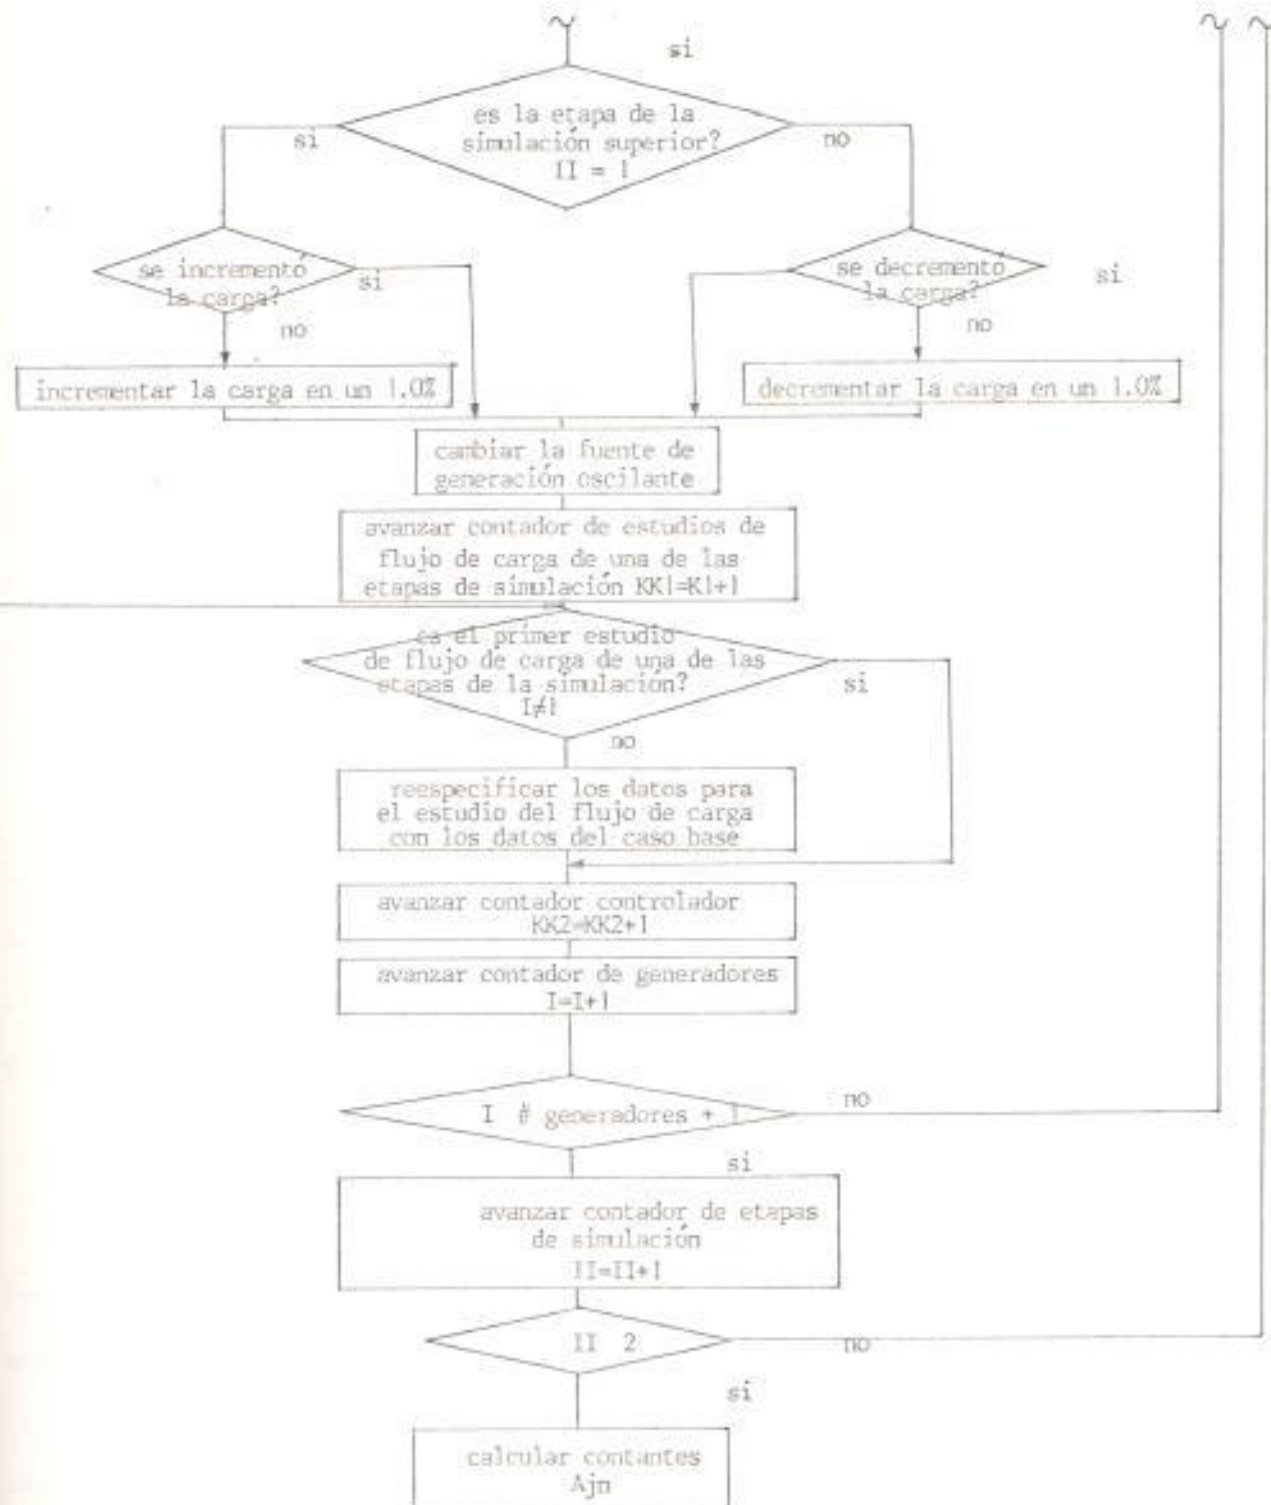 si
es la etapa de la
simulación superior?
II = 1
si
no
se incrementó
la carga?
si
no
se decrementó
la carga?
si
no
incrementar la carga en un 1.0%
decrementar la carga en un 1.0%
cambiar la fuente de
generación oscilante
avanzar contador de estudios de
flujo de carga de una de las
etapas de simulación KK1=K1+1
es el primer estudio
de flujo de carga de una de las
etapas de la simulación?
I≠1
si
no
reespecificar los datos para
el estudio del flujo de carga
con los datos del caso base
avanzar contador controlador
KK2=KK2+1
avanzar contador de generadores
I=I+1
I # generadores + 1
no
si
avanzar contador de etapas
de simulación
II=II+1
II 2
no
si
calcular contantes
Ajn